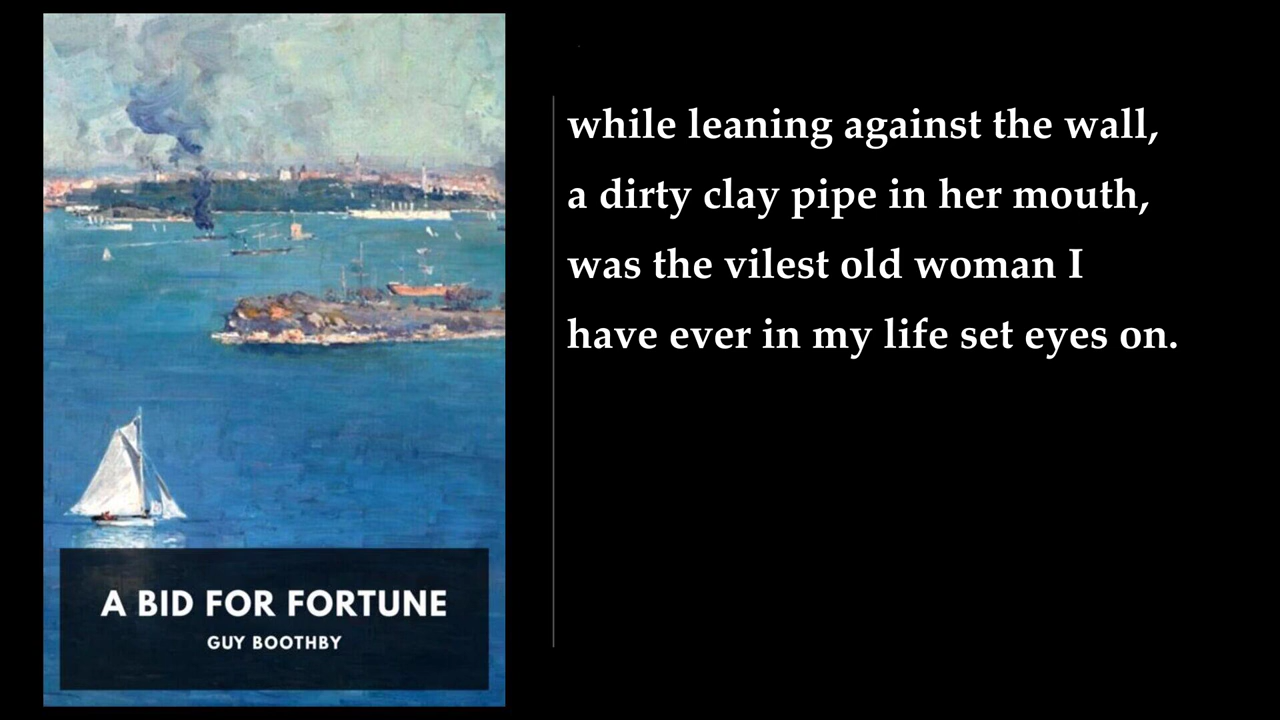 while leaning against the wall,
a dirty clay pipe in her mouth,
was the vilest old woman I
have ever in my life set eyes on.
A BID FOR FORTUNE
GUY BOOTHBY